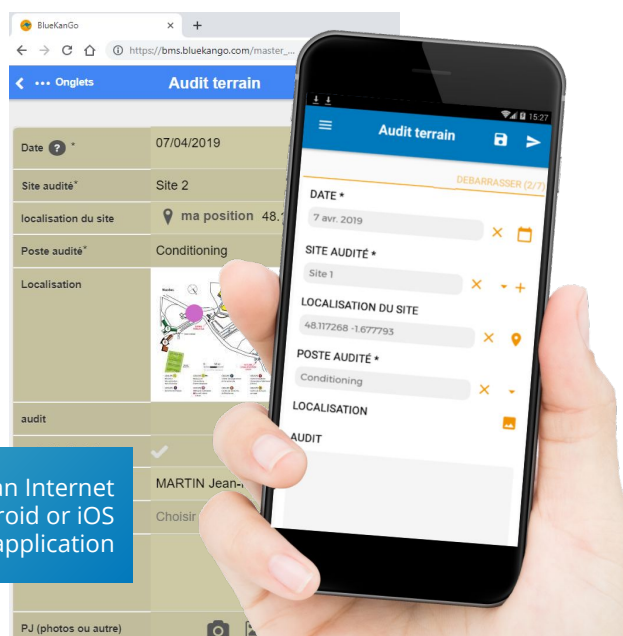 BlueKanGo
https://bms.bluekango.com/master_...
Onglets
Audit terrain
Date ? *
07/04/2019
Site audité*
Site 2
localisation du site
ma position 48.1
Poste audité*
Conditioning
Localisation
audit
MARTIN Jean-
Choisir
PJ (photos ou autre)
an Internet
roid or iOS
application
15:27
Audit terrain
DEBARRASSER (2/7)
DATE *
7 avr. 2019
SITE AUDITÉ *
Site 1
LOCALISATION DU SITE
48.117268 -1.677793
POSTE AUDITÉ *
Conditioning
LOCALISATION
AUDIT